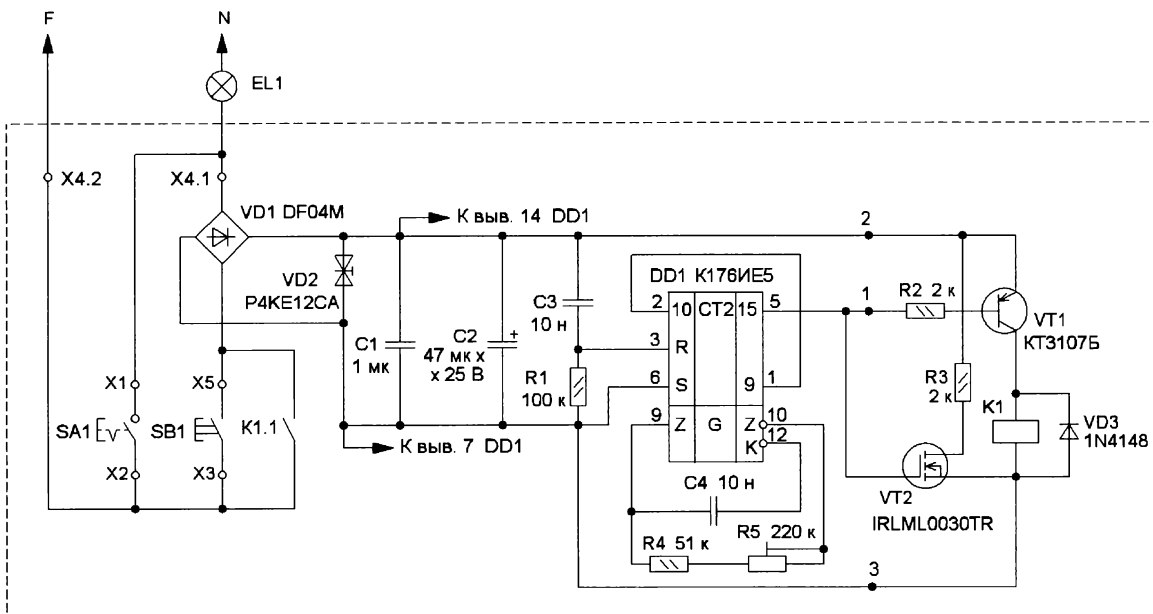 F
N
EL1
X4.2
X4.1
VD1 DF04M
К выв. 14 DD1
2
VD2
P4KE12CA
C1
1 мк
C2
+
47 мк х
х 25 В
C3
10 н
R1
100 к
DD1 К176ИЕ5
2
10
CT2
15
5
3
R
6
S
9
1
9
Z
G
Z
10
K
12
1
R2 2 к
VT1
КТ3107Б
R3
2 к
K1
VD3
1N4148
X1
X5
SA1
SB1
K1.1
X2
X3
К выв. 7 DD1
C4 10 н
VT2
IRLML0030TR
R4 51 к
R5 220 к
3